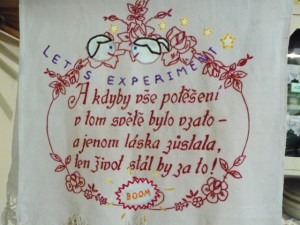 LET'S EXPERIMENT
A kdyby vše potěšení
v tom světě bylo vzato –
a jenom láska zůstala,
ten život stál by za to!
BOOM